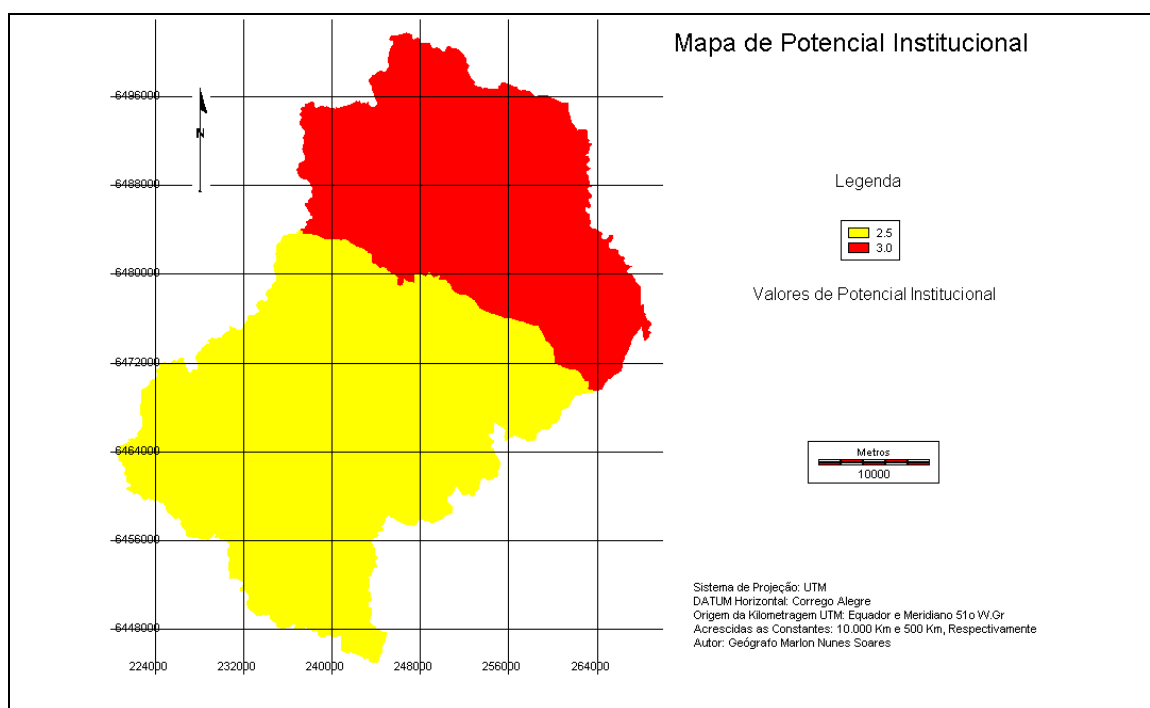 Mapa de Potencial Institucional
6496000
N
6488000
Legenda
2.5
3.0
6480000
Valores de Potencial Institucional
6472000
6464000
Metros
10000
6456000
Sistema de Projeção: UTM
DATUM Horizontal: Corrego Alegre
Origem da Kilometragem UTM: Equador e Meridiano 51o W.Gr
Acrescidas as Constantes: 10.000 Km e 500 Km, Respectivamente
Autor: Geógrafo Marlon Nunes Soares
6448000
224000 232000 240000 248000 256000 264000